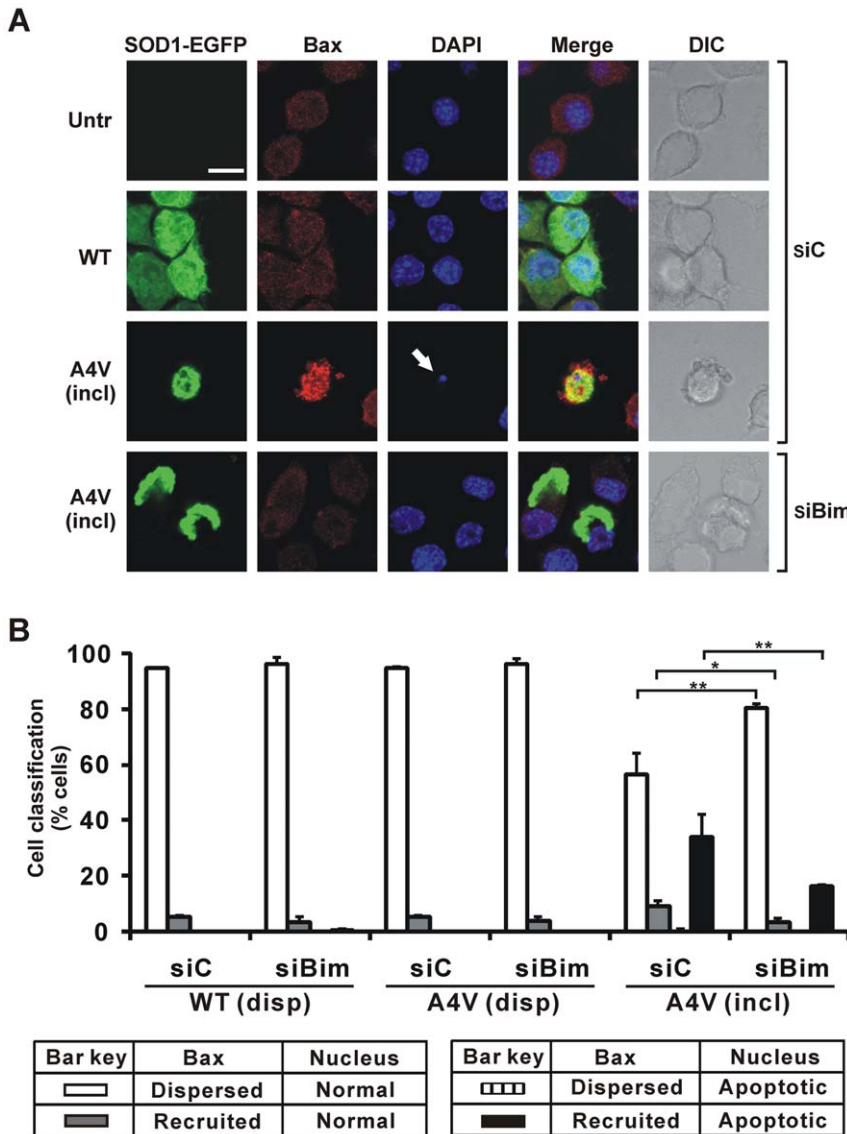 A
SOD1-EGFP Bax DAPI Merge DIC
Untr
WT
siC
A4V
(incl)
A4V
(incl)
siBim
B
Cell classification
(% cells)
100
80
60
40
20
0
**
*
**
siC siBim siC siBim siC siBim
WT (disp) A4V (disp) A4V (incl)
Bar key Bax Nucleus
Dispersed Normal
Recruited Normal
Bar key Bax Nucleus
Dispersed Apoptotic
Recruited Apoptotic